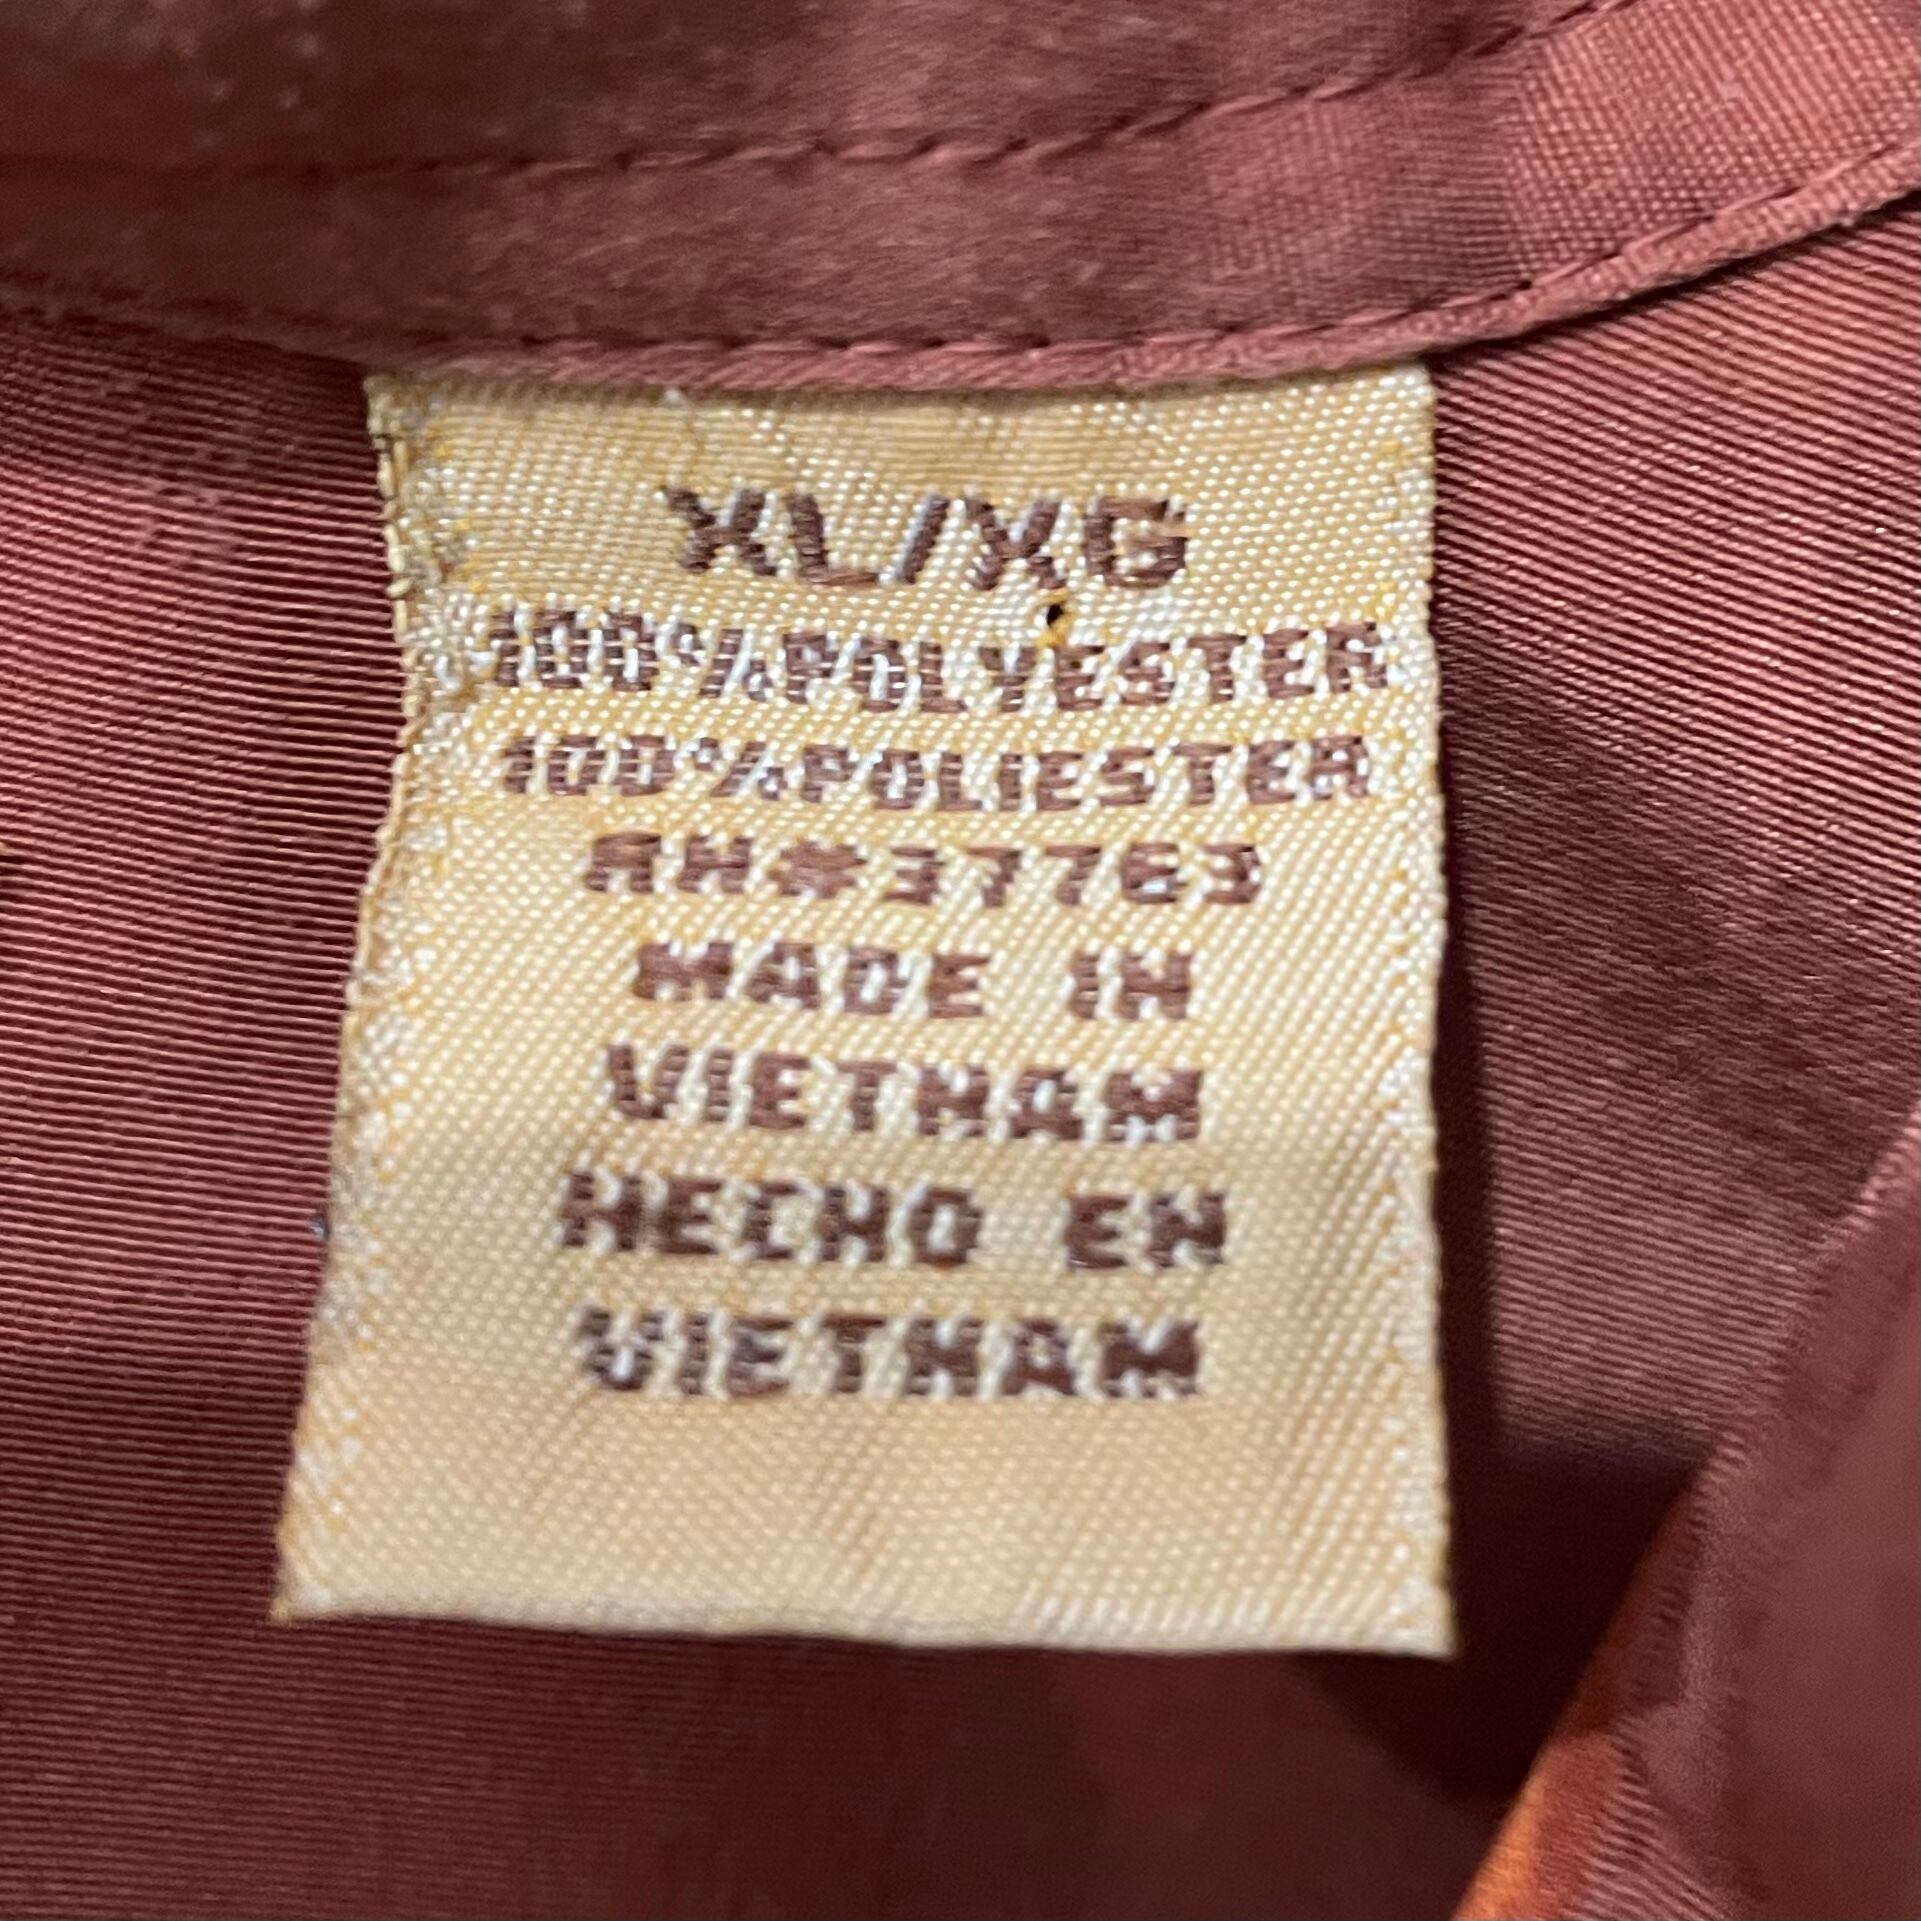 XL/XG
100%POLYESTER
100%POLIESTER
RN#37763
MADE IN
VIETNAM
HECHO EN
VIETNAM